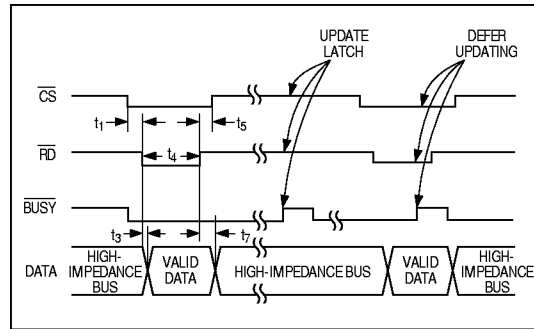 UPDATE
LATCH
DEFER
UPDATING
CS
t1
t5
RD
t4
BUSY
t3
t7
DATA
HIGH-
IMPEDANCE
BUS
VALID
DATA
HIGH-IMPEDANCE BUS
VALID
DATA
HIGH-
IMPEDANCE
BUS